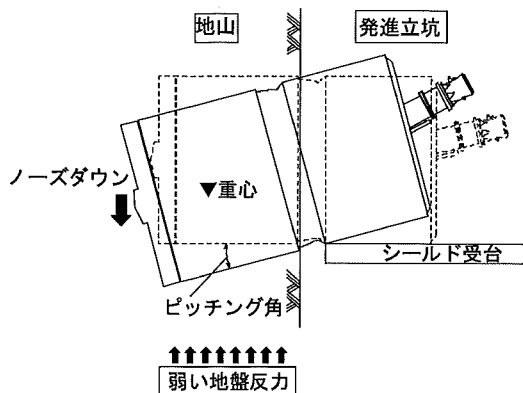 地山
発進立坑
ノーズダウン
▼重心
シールド受台
ピッチング角
弱い地盤反力